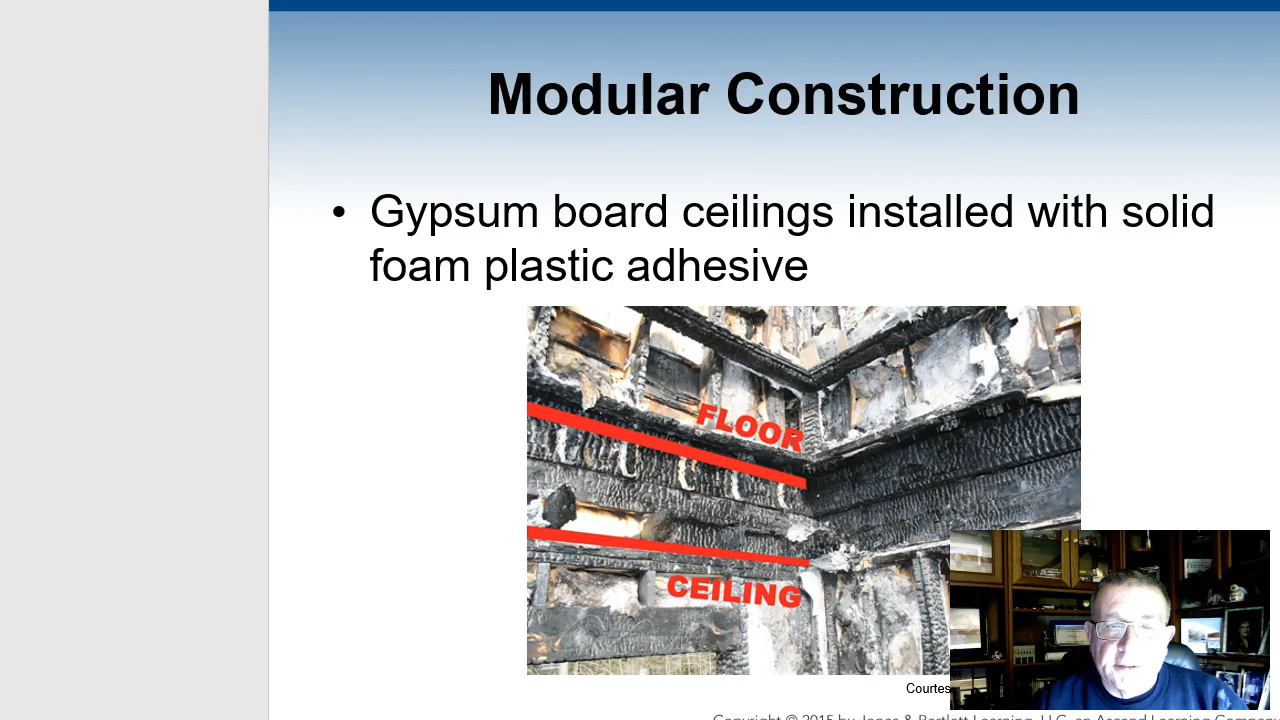 Modular Construction
• Gypsum board ceilings installed with solid
foam plastic adhesive
FLOOR
CEILING
Courtes
Copyright © 2015 by Jones & Bartlett Learning, LLC, an Ascend Learning Company